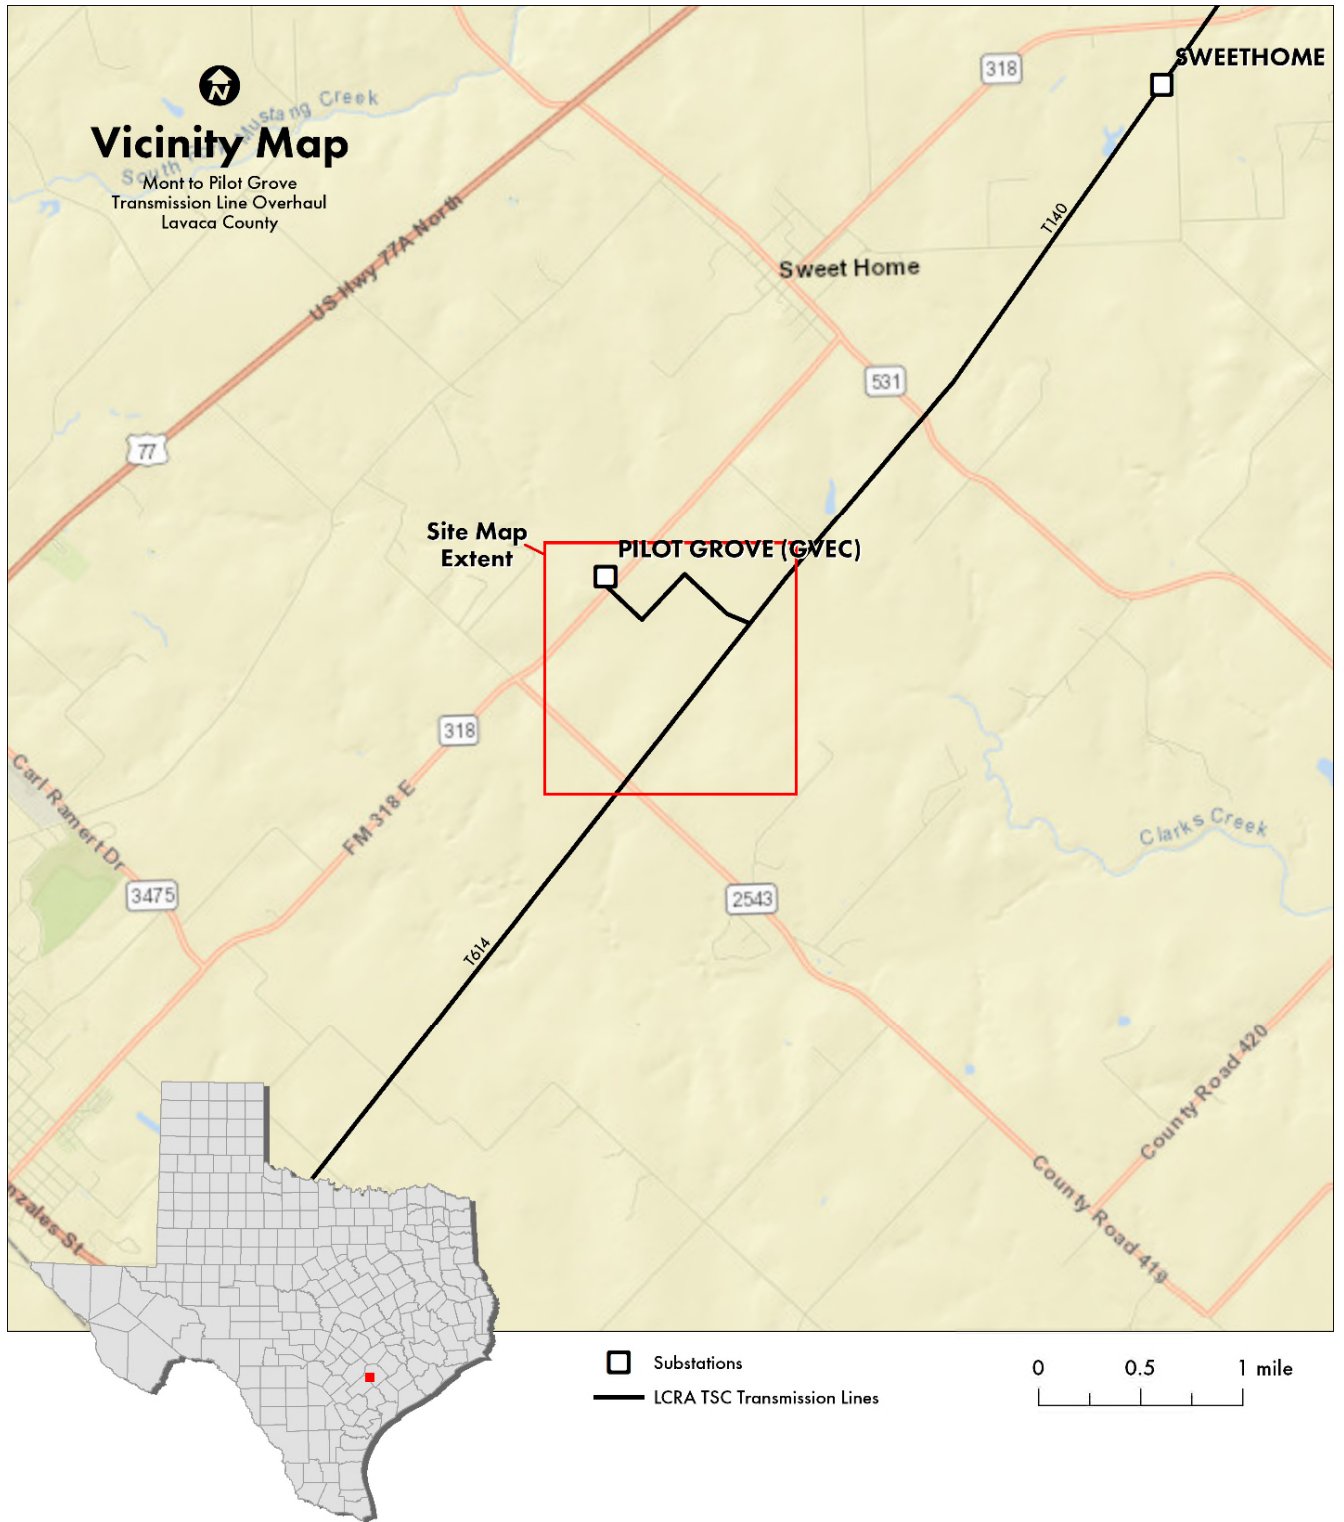 N
SWEETHOME
318
South Fork Mustang Creek
Vicinity Map
Mont to Pilot Grove
Transmission Line Overhaul
Lavaca County
US Hwy 77A North
T140
Sweet Home
531
77
Site Map
Extent
PILOT GROVE (GVEC)
318
Carl Ramert Dr
FM 318 E
Clarks Creek
3475
2543
T614
County Road 420
County Road 419
nzales St
Substations
LCRA TSC Transmission Lines
0 0.5 1 mile